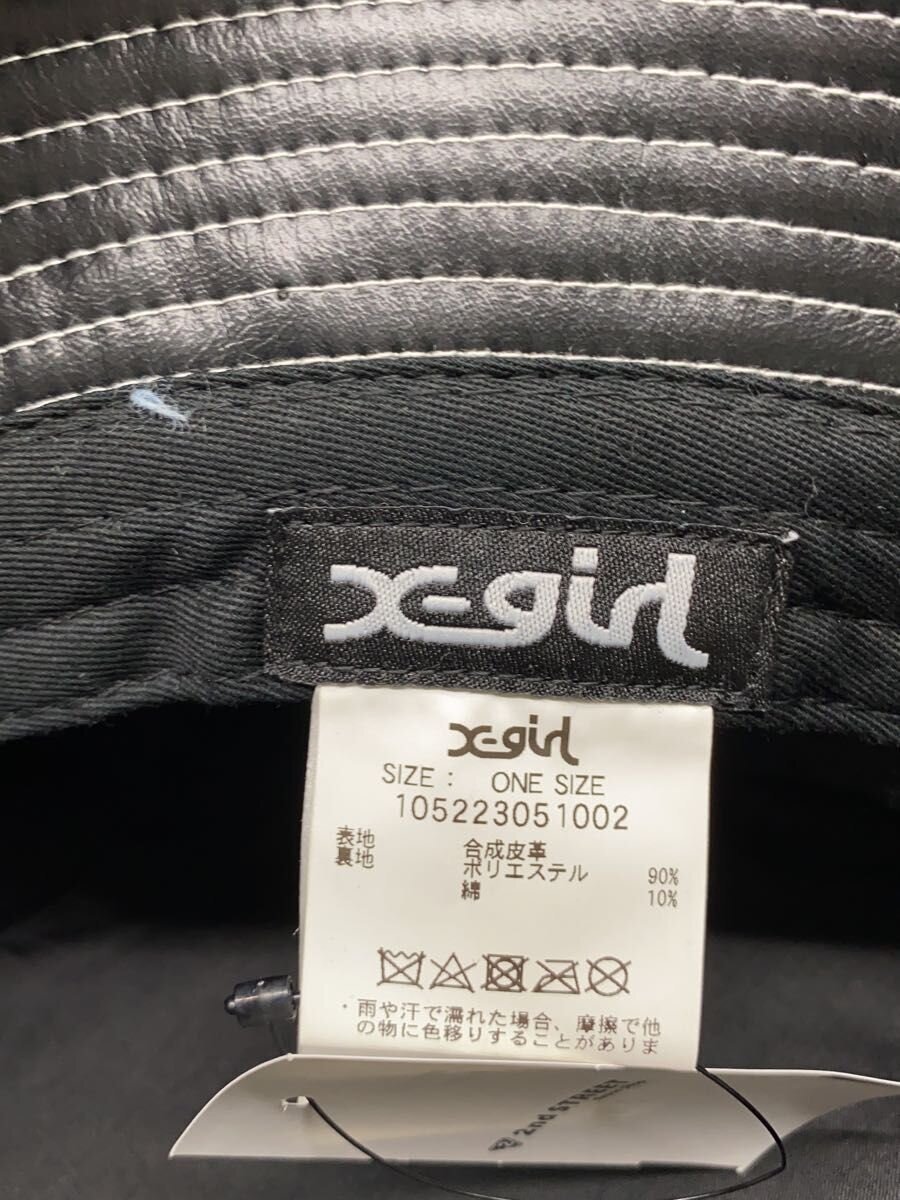 X-girl
X-girl
SIZE : ONE SIZE
105223051002
表地 合成皮革
裏地 ポリエステル 90%
綿 10%
・雨や汗で濡れた場合、摩擦で他
の物に色移りすることがありま
2nd STREET